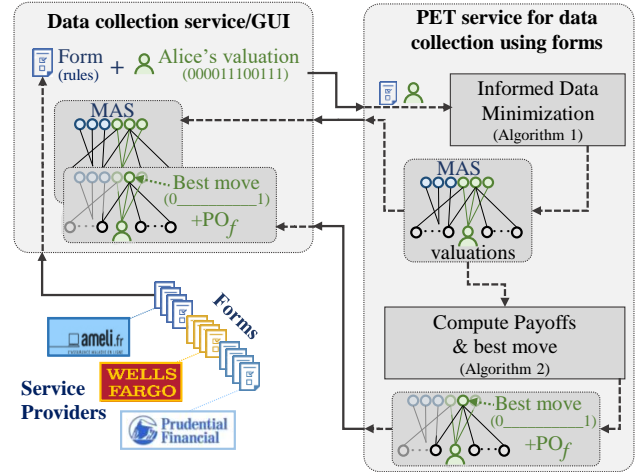 Data collection service/GUI
Form
(rules)
+
Alice's valuation
(000011100111)
MAS
Best move
(0__________1)
+PO_f
ameli.fr
WELLS
FARGO
Prudential
Financial
Forms
Service
Providers
PET service for data
collection using forms
Informed Data
Minimization
(Algorithm 1)
MAS
valuations
Compute Payoffs
& best move
(Algorithm 2)
Best move
(0__________1)
+PO_f